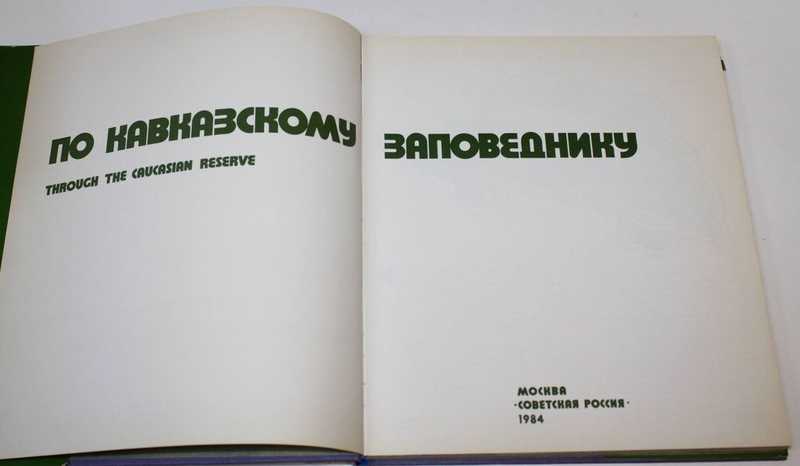 ПО КАВКАЗСКОМУ ЗАПОВЕДНИКУ
THROUGH THE CAUCASIAN RESERVE
МОСКВА
·СОВЕТСКАЯ РОССИЯ·
1984